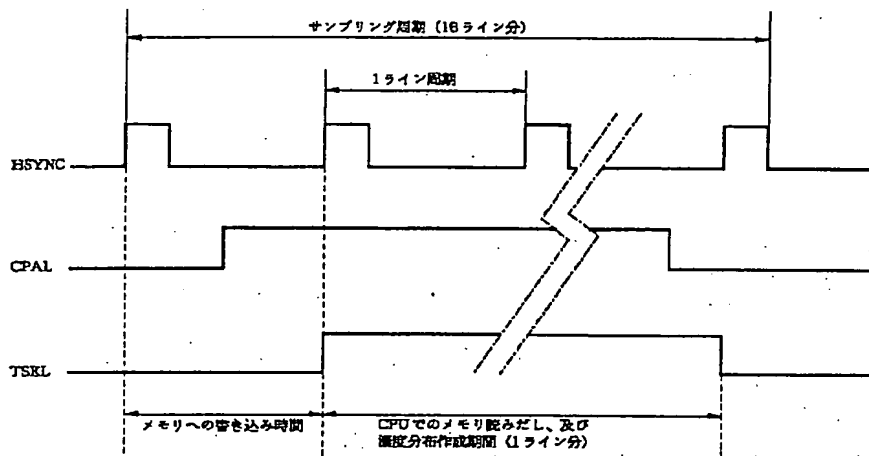 サンプリング周期（16ライン分）
1ライン周期
HSYNC
CPAL
TSEL
メモリへの書き込み時間
CPUでのメモリ読みだし、及び
濃度分布作成期間（1ライン分）